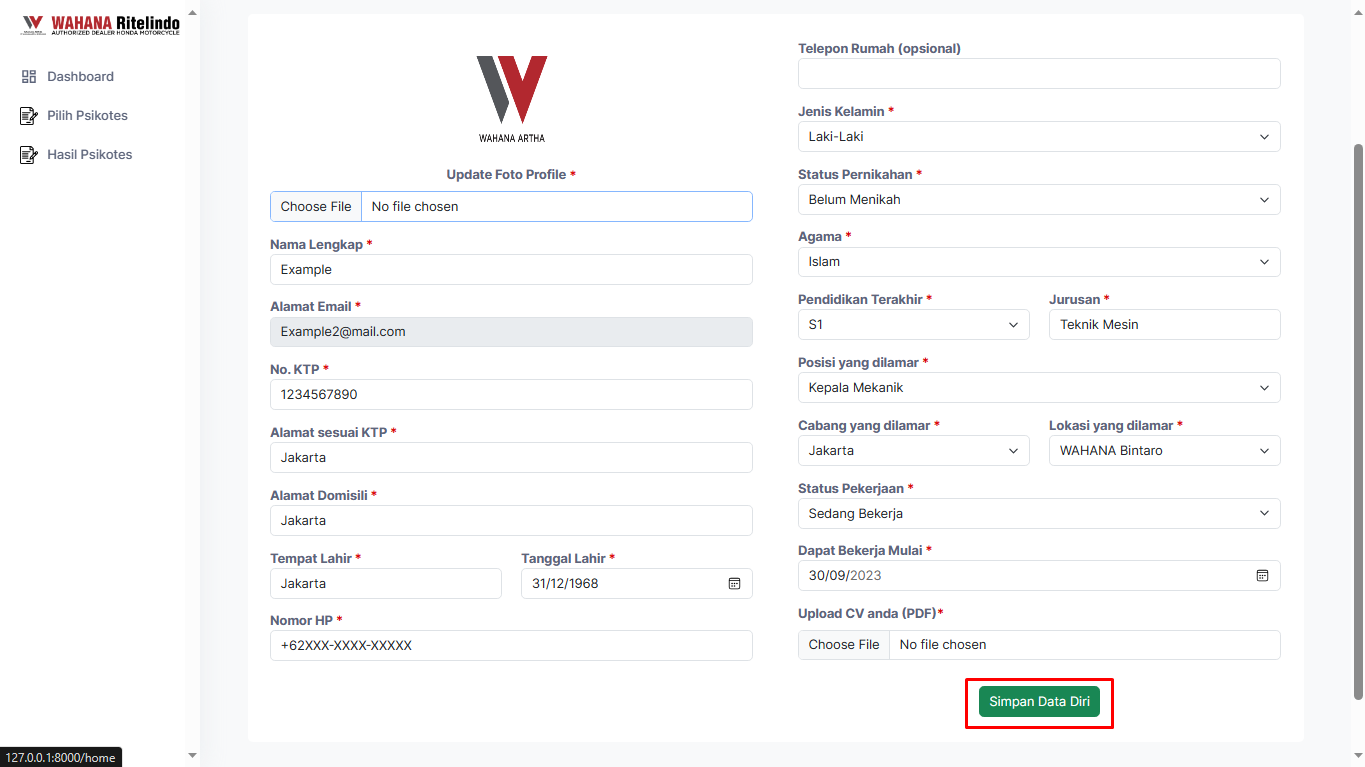 WAHANA Ritelindo
AUTHORIZED DEALER HONDA MOTORCYCLE
Dashboard
Pilih Psikotes
Hasil Psikotes
WAHANA ARTHA
Update Foto Profile *
Choose File No file chosen
Nama Lengkap *
Example
Alamat Email *
Example2@mail.com
No. KTP *
1234567890
Alamat sesuai KTP *
Jakarta
Alamat Domisili *
Jakarta
Tempat Lahir * Tanggal Lahir *
Jakarta 31/12/1968
Nomor HP *
+62XXX-XXXX-XXXXX
Telepon Rumah (opsional)
Jenis Kelamin *
Laki-Laki
Status Pernikahan *
Belum Menikah
Agama *
Islam
Pendidikan Terakhir * Jurusan *
S1 Teknik Mesin
Posisi yang dilamar *
Kepala Mekanik
Cabang yang dilamar * Lokasi yang dilamar *
Jakarta WAHANA Bintaro
Status Pekerjaan *
Sedang Bekerja
Dapat Bekerja Mulai *
30/09/2023
Upload CV anda (PDF)*
Choose File No file chosen
Simpan Data Diri
127.0.0.1:8000/home